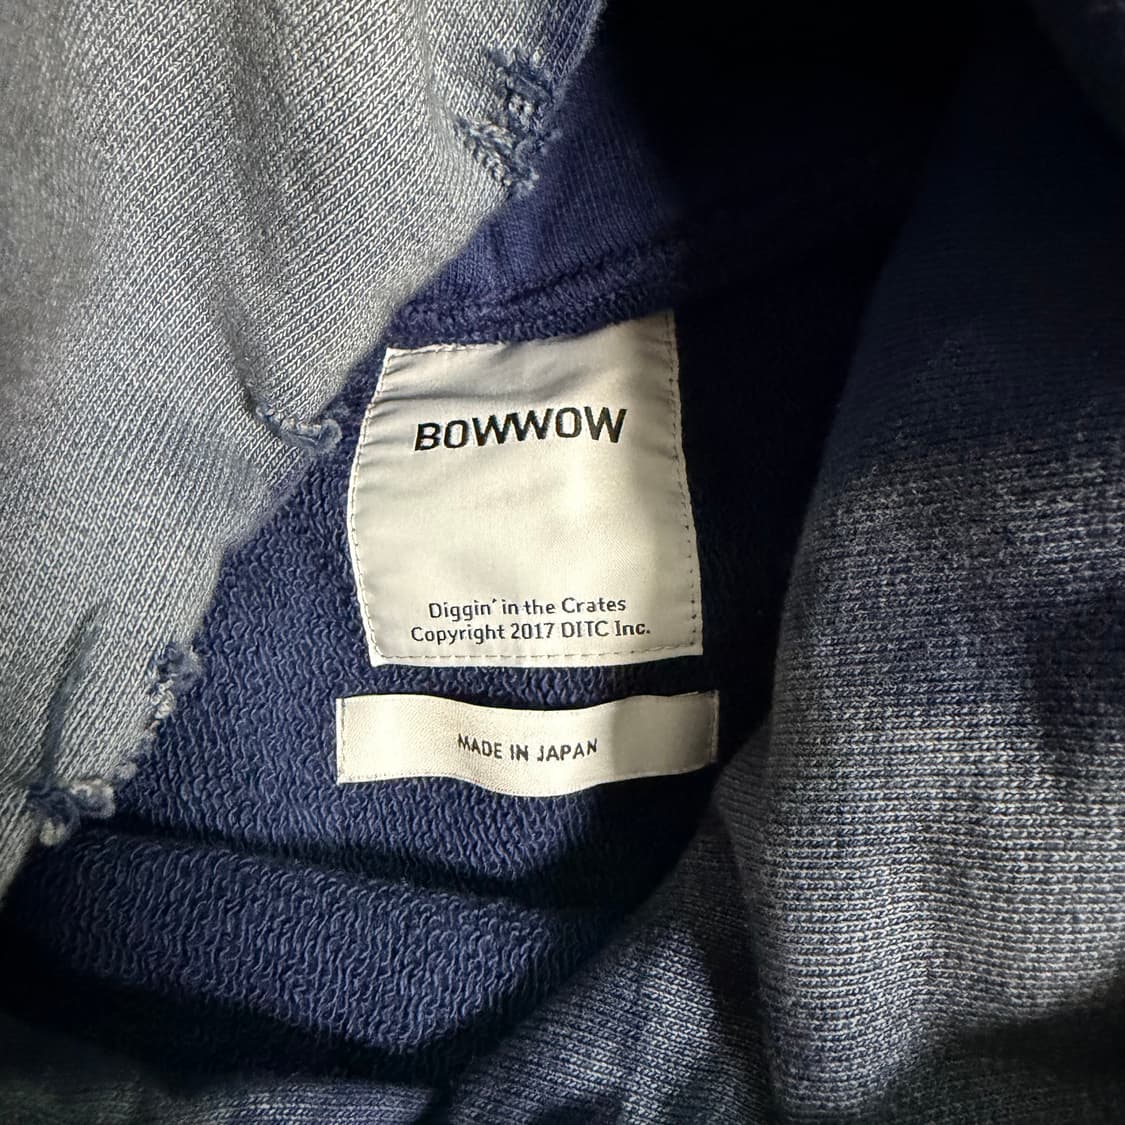 BOWWOW
Diggin' in the Crates
Copyright 2017 DITC Inc.
MADE IN JAPAN